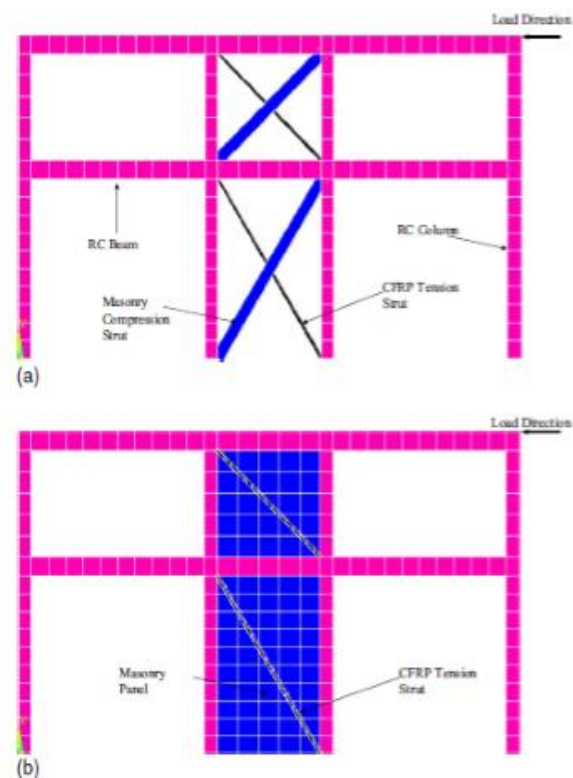 Load Direction
RC Beam
RC Column
Masonry
Compression
Strut
CFRP Tension
Strut
(a)
Load Direction
Masonry
Panel
CFRP Tension
Strut
(b)